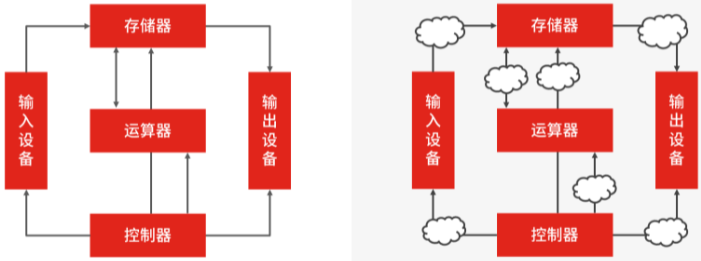 存储器
输入设备
运算器
输出设备
控制器
存储器
输入设备
运算器
输出设备
控制器